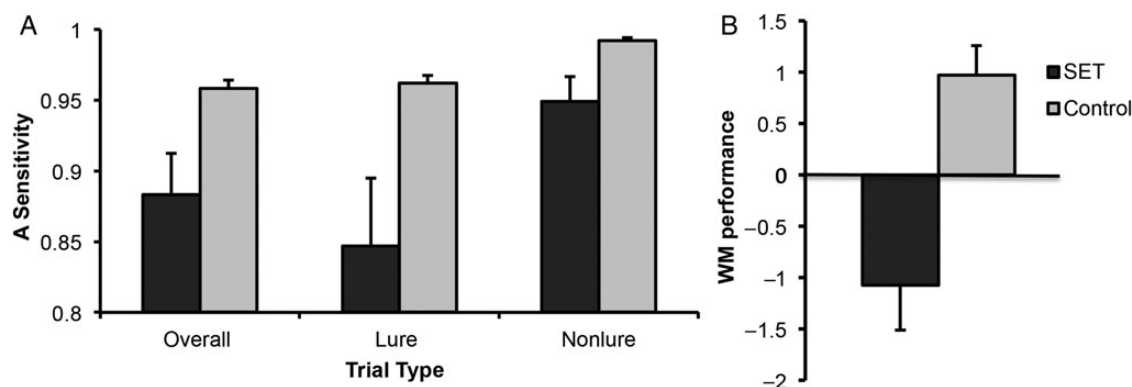 A
A Sensitivity
1
0.95
0.9
0.85
0.8
Overall Lure Nonlure
Trial Type
B
WM performance
1.5
1
0.5
0
–0.5
–1
–1.5
–2
SET
Control